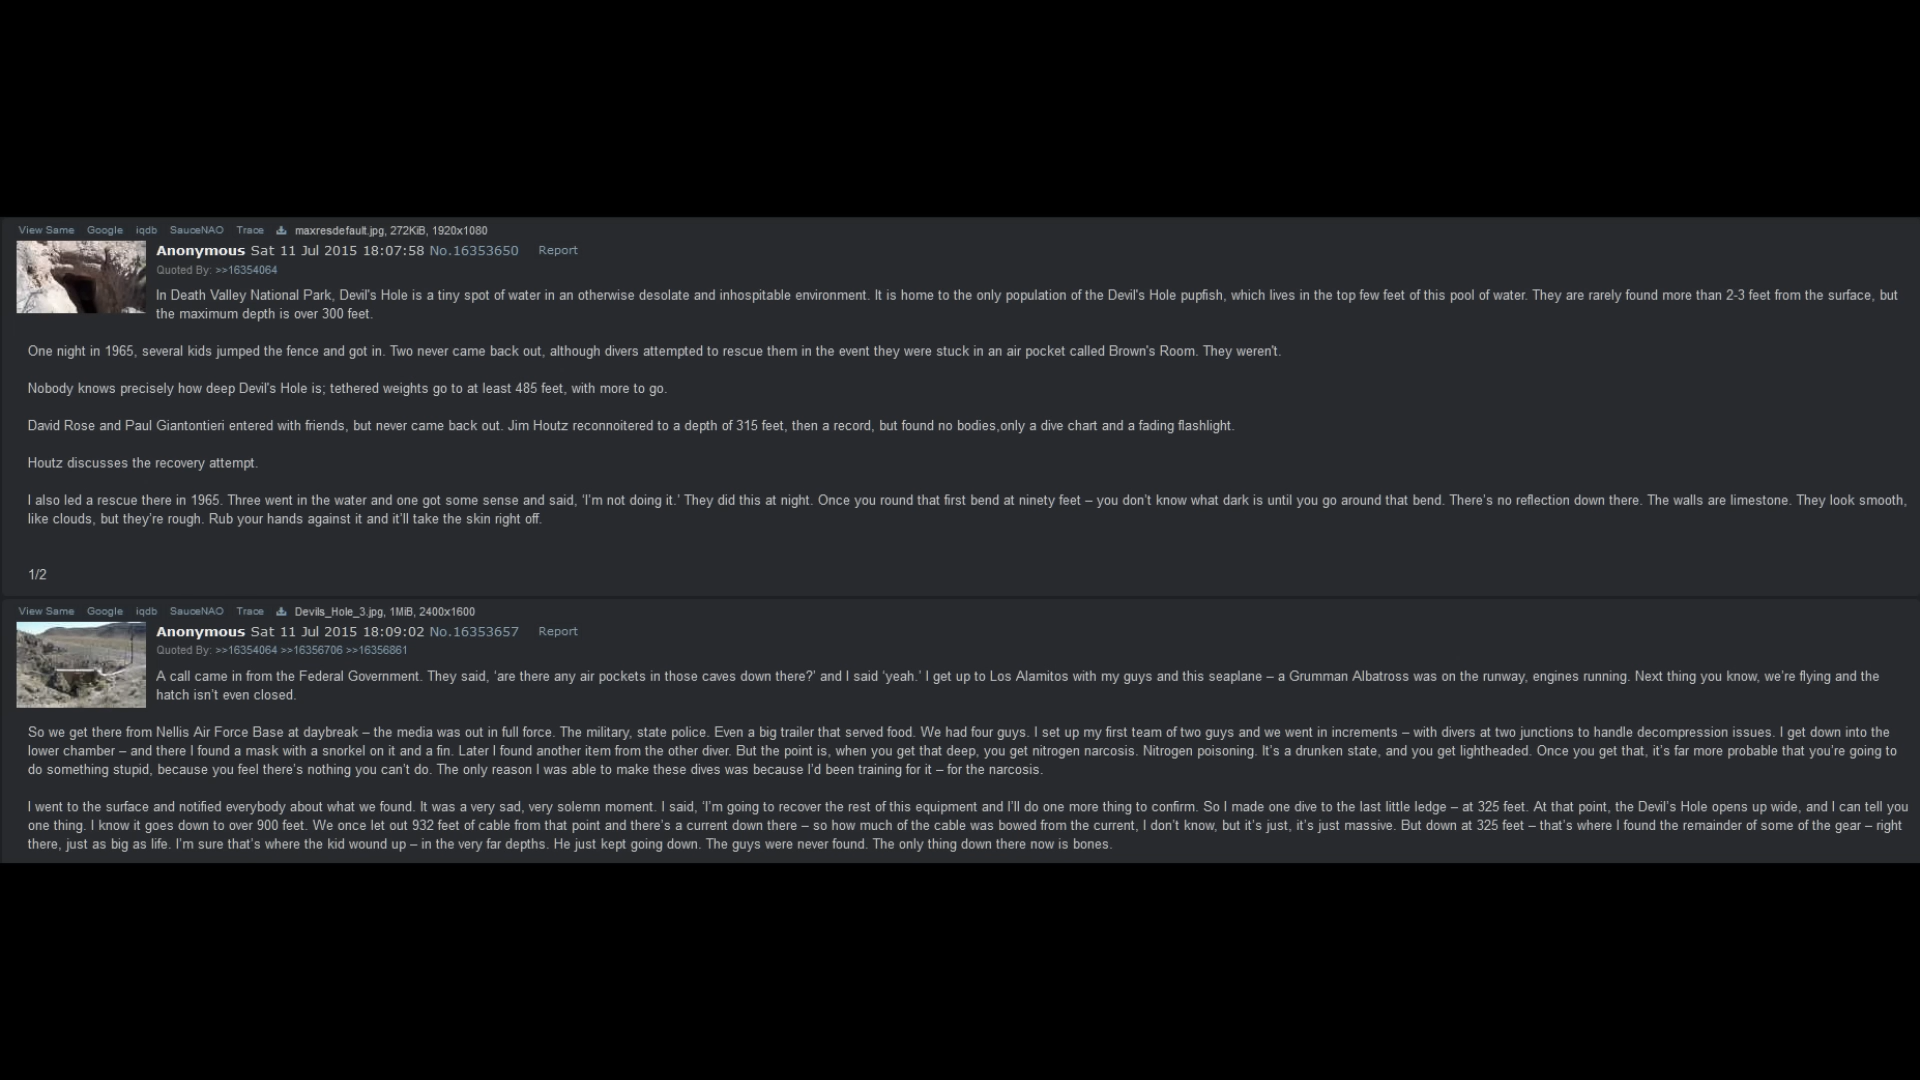 View Same Google iqdb SauceNAO Trace maxresdefault.jpg, 272KiB, 1920x1080
Anonymous Sat 11 Jul 2015 18:07:58 No.16353650 Report
Quoted By: >>16354064
In Death Valley National Park, Devil's Hole is a tiny spot of water in an otherwise desolate and inhospitable environment. It is home to the only population of the Devil's Hole pupfish, which lives in the top few feet of this pool of water. They are rarely found more than 2-3 feet from the surface, but
the maximum depth is over 300 feet.
One night in 1965, several kids jumped the fence and got in. Two never came back out, although divers attempted to rescue them in the event they were stuck in an air pocket called Brown's Room. They weren't.
Nobody knows precisely how deep Devil's Hole is; tethered weights go to at least 485 feet, with more to go.
David Rose and Paul Giantontieri entered with friends, but never came back out. Jim Houtz reconnoitered to a depth of 315 feet, then a record, but found no bodies,only a dive chart and a fading flashlight.
Houtz discusses the recovery attempt.
I also led a rescue there in 1965. Three went in the water and one got some sense and said, ‘I’m not doing it.’ They did this at night. Once you round that first bend at ninety feet – you don’t know what dark is until you go around that bend. There’s no reflection down there. The walls are limestone. They look smooth,
like clouds, but they’re rough. Rub your hands against it and it’ll take the skin right off.
1/2
View Same Google iqdb SauceNAO Trace Devils_Hole_3.jpg, 1MiB, 2400x1600
Anonymous Sat 11 Jul 2015 18:09:02 No.16353657 Report
Quoted By: >>16354064 >>16356706 >>16356861
A call came in from the Federal Government. They said, ‘are there any air pockets in those caves down there?’ and I said ‘yeah.’ I get up to Los Alamitos with my guys and this seaplane – a Grumman Albatross was on the runway, engines running. Next thing you know, we’re flying and the
hatch isn’t even closed.
So we get there from Nellis Air Force Base at daybreak – the media was out in full force. The military, state police. Even a big trailer that served food. We had four guys. I set up my first team of two guys and we went in increments – with divers at two junctions to handle decompression issues. I get down into the
lower chamber – and there I found a mask with a snorkel on it and a fin. Later I found another item from the other diver. But the point is, when you get that deep, you get nitrogen narcosis. Nitrogen poisoning. It’s a drunken state, and you get lightheaded. Once you get that, it’s far more probable that you’re going to
do something stupid, because you feel there’s nothing you can’t do. The only reason I was able to make these dives was because I’d been training for it – for the narcosis.
I went to the surface and notified everybody about what we found. It was a very sad, very solemn moment. I said, ‘I’m going to recover the rest of this equipment and I’ll do one more thing to confirm. So I made one dive to the last little ledge – at 325 feet. At that point, the Devil’s Hole opens up wide, and I can tell you
one thing. I know it goes down to over 900 feet. We once let out 932 feet of cable from that point and there’s a current down there – so how much of the cable was bowed from the current, I don’t know, but it’s just, it’s just massive. But down at 325 feet – that’s where I found the remainder of some of the gear – right
there, just as big as life. I’m sure that’s where the kid wound up – in the very far depths. He just kept going down. The guys were never found. The only thing down there now is bones.